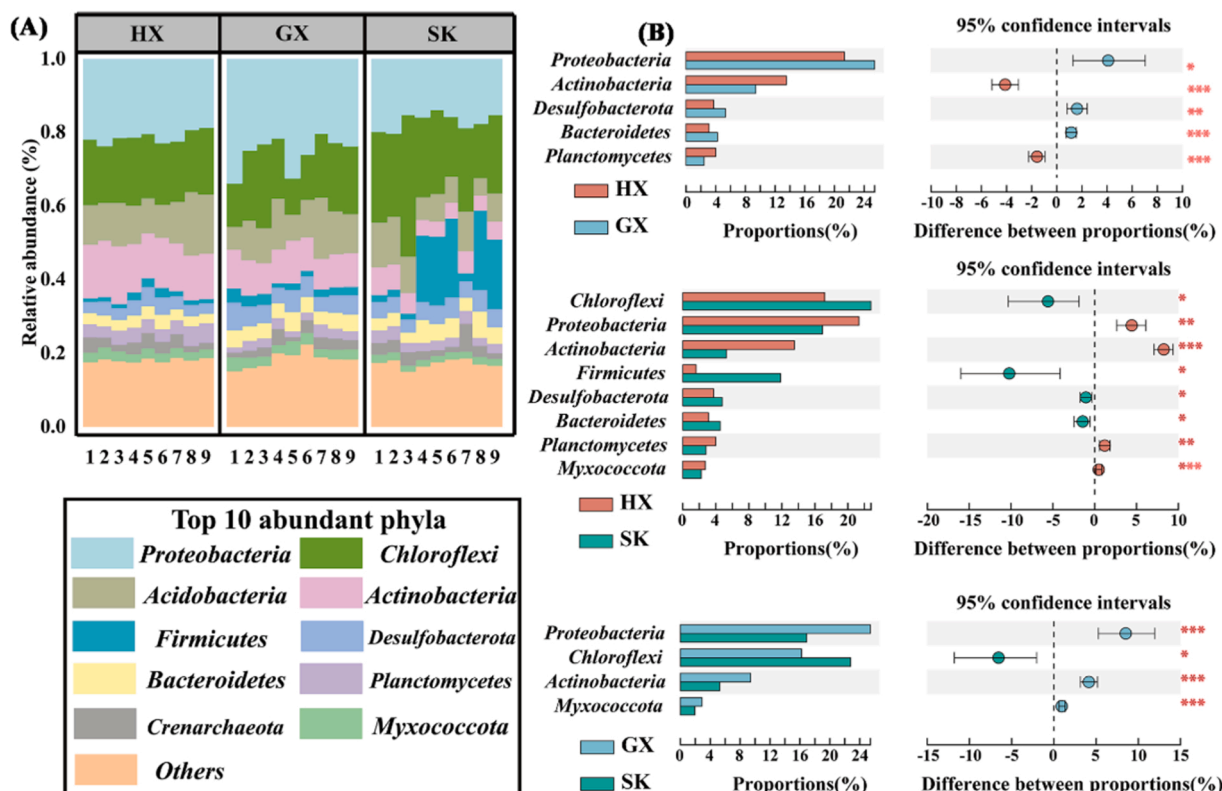 (A)
HX GX SK
Relative abundance (%)
1.0
0.8
0.6
0.4
0.2
0.0
1 2 3 4 5 6 7 8 9 1 2 3 4 5 6 7 8 9 1 2 3 4 5 6 7 8 9
Top 10 abundant phyla
Proteobacteria Chloroflexi
Acidobacteria Actinobacteria
Firmicutes Desulfobacterota
Bacteroidetes Planctomycetes
Crenarchaeota Myxococcota
Others
(B)
95% confidence intervals
Proteobacteria *
Actinobacteria ***
Desulfobacterota **
Bacteroidetes ***
Planctomycetes ***
0 4 8 12 16 20 24
-10 -8 -6 -4 -2 0 2 4 6 8 10
HX
GX
Proportions(%)
Difference between proportions(%)
95% confidence intervals
Chloroflexi *
Proteobacteria **
Actinobacteria ***
Firmicutes *
Desulfobacterota *
Bacteroidetes *
Planctomycetes **
Myxococcota ***
0 4 8 12 16 20
-20 -10 0 10
HX
SK
Proportions(%)
Difference between proportions(%)
95% confidence intervals
Proteobacteria ***
Chloroflexi *
Actinobacteria ***
Myxococcota ***
0 4 8 12 16 20 24
-15 -10 -5 0 5 10 15
GX
SK
Proportions(%)
Difference between proportions(%)